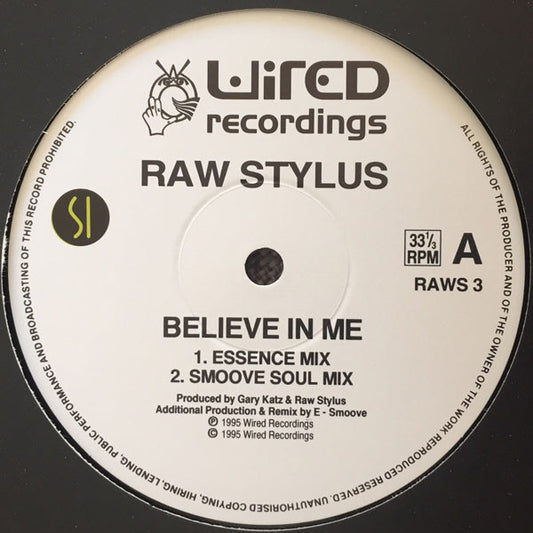 WIRED
recordings
RAW STYLUS
SI
33⅓
RPM
A
RAWS 3
BELIEVE IN ME
1. ESSENCE MIX
2. SMOOVE SOUL MIX
Produced by Gary Katz & Raw Stylus
Additional Production & Remix by E - Smoove
℗ 1995 Wired Recordings
© 1995 Wired Recordings
ALL RIGHTS OF THE PRODUCER AND OF THE OWNER OF THE WORK REPRODUCED RESERVED. UNAUTHORISED COPYING, HIRING, LENDING, PUBLIC PERFORMANCE AND BROADCASTING OF THIS RECORD PROHIBITED.